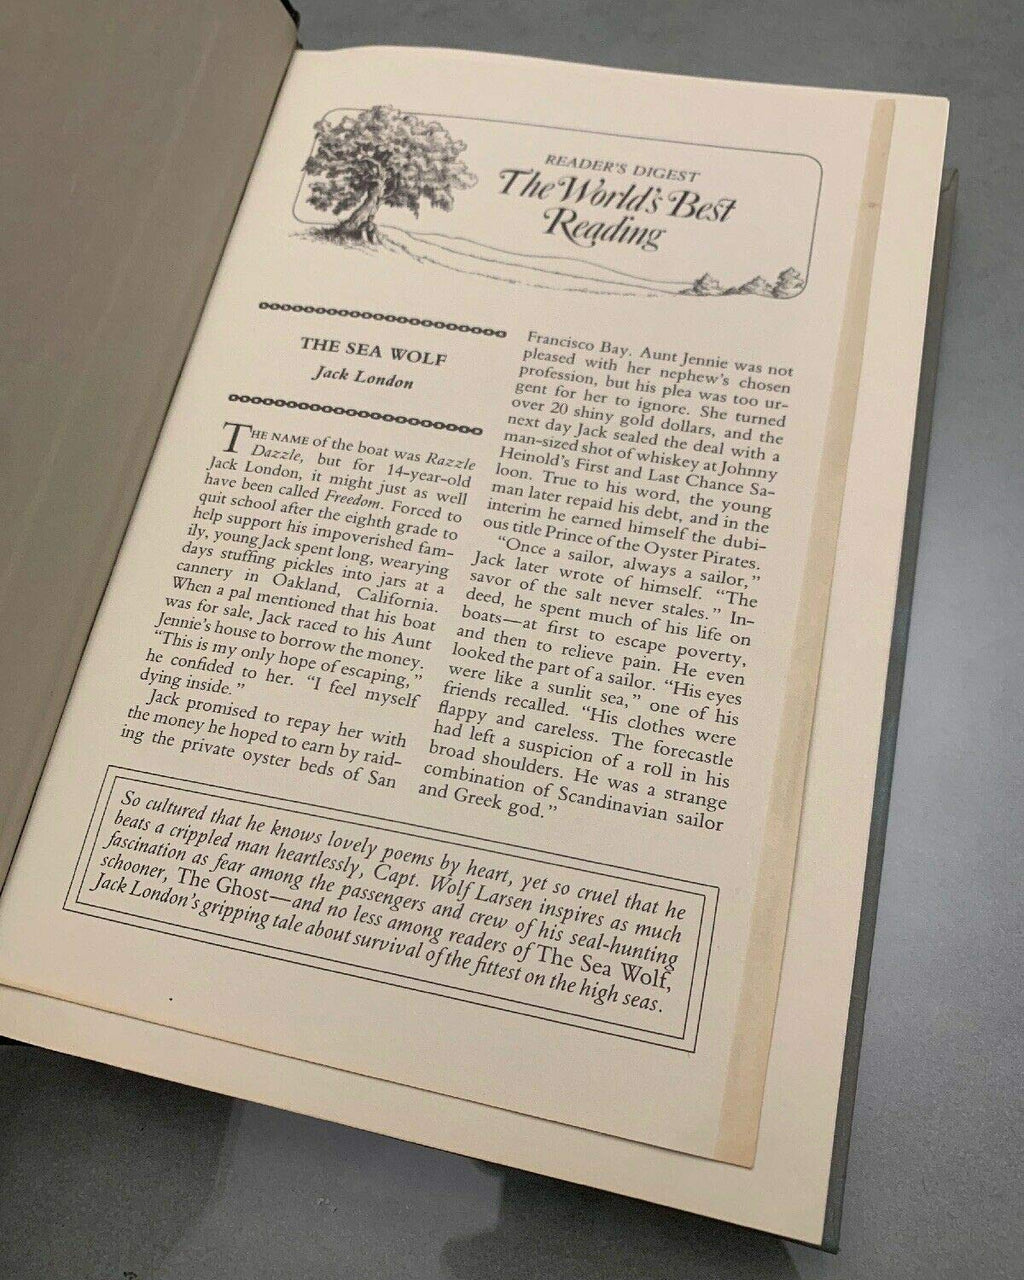 READER'S DIGEST
The World's Best
Reading
THE SEA WOLF
Jack London
THE NAME of the boat was Razzle
Dazzle, but for 14-year-old
Jack London, it might just as well
have been called Freedom. Forced to
quit school after the eighth grade to
help support his impoverished fam-
ily, young Jack spent long, wearying
days stuffing pickles into jars at a
cannery in Oakland, California.
When a pal mentioned that his boat
was for sale, Jack raced to his Aunt
Jennie's house to borrow the money.
"This is my only hope of escaping,"
he confided to her. "I feel myself
dying inside."
Jack promised to repay her with
the money he hoped to earn by raid-
ing the private oyster beds of San
Francisco Bay. Aunt Jennie was not
pleased with her nephew's chosen
profession, but his plea was too ur-
gent for her to ignore. She turned
over 20 shiny gold dollars, and the
next day Jack sealed the deal with a
man-sized shot of whiskey at Johnny
Heinold's First and Last Chance Sa-
loon. True to his word, the young
man later repaid his debt, and in the
interim he earned himself the dubi-
ous title Prince of the Oyster Pirates.
"Once a sailor, always a sailor,"
Jack later wrote of himself. "The
savor of the salt never stales." In-
deed, he spent much of his life on
boats—at first to escape poverty,
and then to relieve pain. He even
looked the part of a sailor. "His eyes
were like a sunlit sea," one of his
friends recalled. "His clothes were
flappy and careless. The forecastle
had left a suspicion of a roll in his
broad shoulders. He was a strange
combination of Scandinavian sailor
and Greek god."
So cultured that he knows lovely poems by heart, yet so cruel that he
beats a crippled man heartlessly, Capt. Wolf Larsen inspires as much
fascination as fear among the passengers and crew of his seal-hunting
schooner, The Ghost—and no less among readers of The Sea Wolf,
Jack London's gripping tale about survival of the fittest on the high seas.